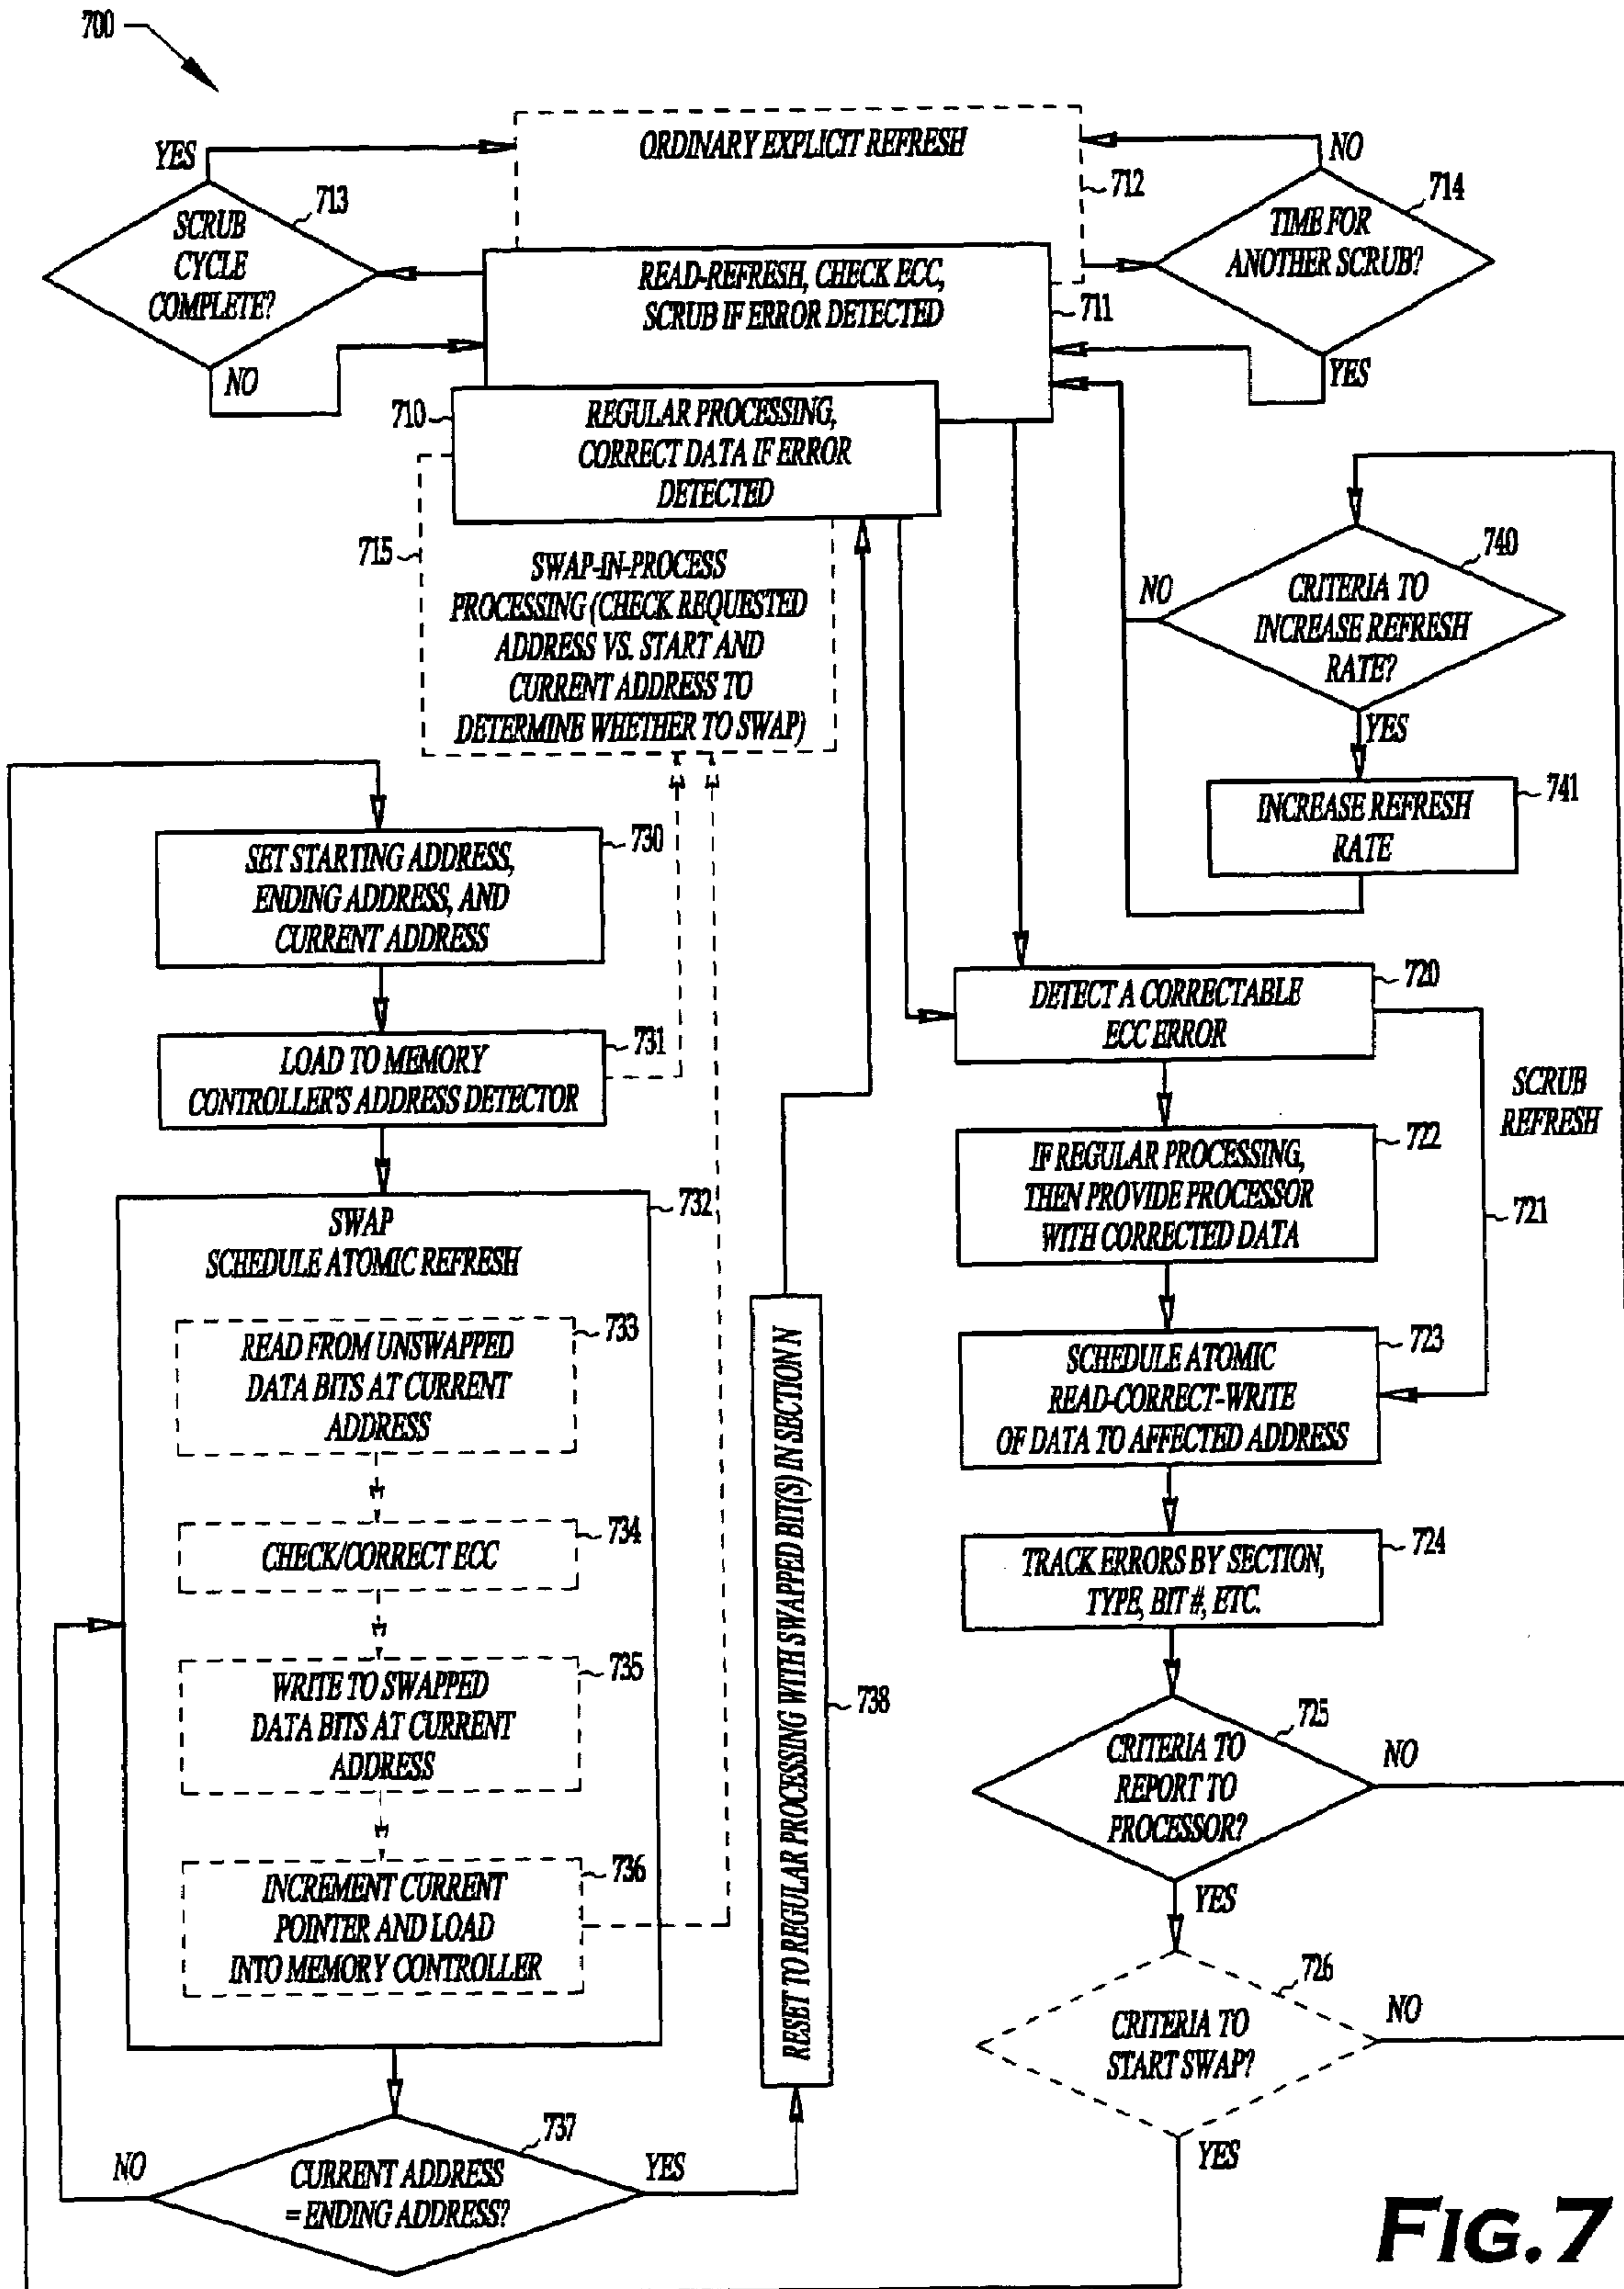 700
ORDINARY EXPLICIT REFRESH
712
YES
713
SCRUB
CYCLE
COMPLETE?
NO
NO
714
TIME FOR
ANOTHER SCRUB?
YES
READ-REFRESH, CHECK ECC,
SCRUB IF ERROR DETECTED
711
710
REGULAR PROCESSING,
CORRECT DATA IF ERROR
DETECTED
715
SWAP-IN-PROCESS
PROCESSING (CHECK REQUESTED
ADDRESS VS. START AND
CURRENT ADDRESS TO
DETERMINE WHETHER TO SWAP)
740
NO
CRITERIA TO
INCREASE REFRESH
RATE?
YES
741
INCREASE REFRESH
RATE
730
SET STARTING ADDRESS,
ENDING ADDRESS, AND
CURRENT ADDRESS
731
LOAD TO MEMORY
CONTROLLER'S ADDRESS DETECTOR
732
SWAP
SCHEDULE ATOMIC REFRESH
733
READ FROM UNSWAPPED
DATA BITS AT CURRENT
ADDRESS
734
CHECK/CORRECT ECC
735
WRITE TO SWAPPED
DATA BITS AT CURRENT
ADDRESS
736
INCREMENT CURRENT
POINTER AND LOAD
INTO MEMORY CONTROLLER
737
NO
CURRENT ADDRESS
= ENDING ADDRESS?
YES
RESET TO REGULAR PROCESSING WITH SWAPPED BIT(S) IN SECTION N
738
720
DETECT A CORRECTABLE
ECC ERROR
SCRUB
REFRESH
721
722
IF REGULAR PROCESSING,
THEN PROVIDE PROCESSOR
WITH CORRECTED DATA
723
SCHEDULE ATOMIC
READ-CORRECT-WRITE
OF DATA TO AFFECTED ADDRESS
724
TRACK ERRORS BY SECTION,
TYPE, BIT #, ETC.
725
CRITERIA TO
REPORT TO
PROCESSOR?
NO
YES
726
CRITERIA TO
START SWAP?
NO
YES
FIG. 7